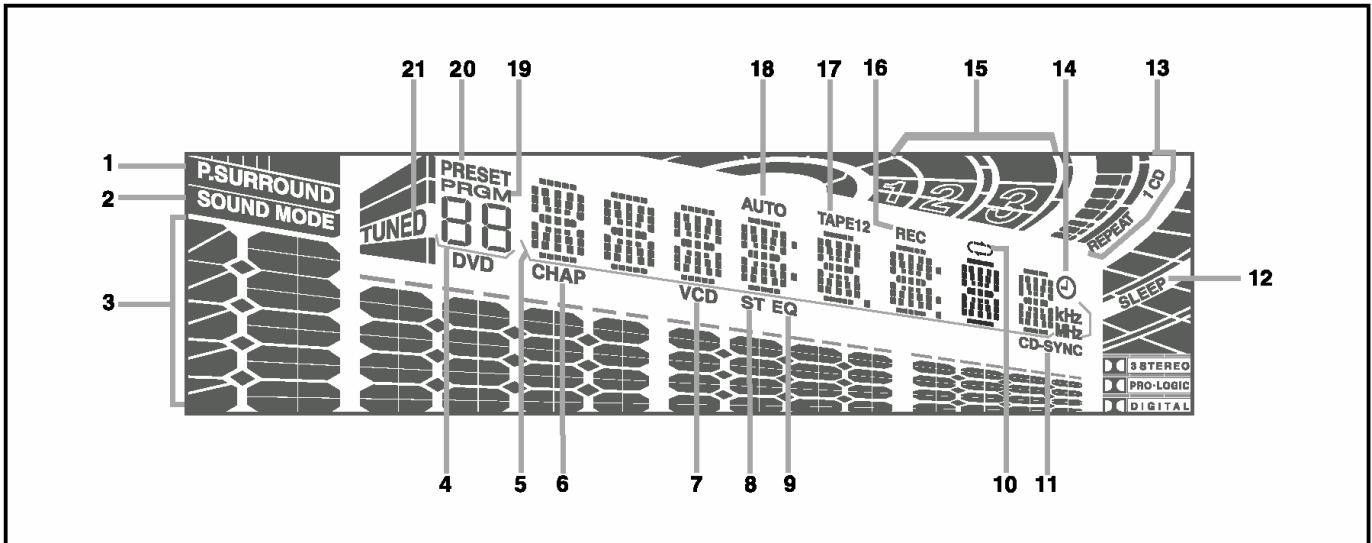 21 20 19 18 17 16 15 14 13
1 P.SURROUND
2 SOUND MODE
3
PRESET
PRGM
TUNED
88
DVD
CHAP
VCD
AUTO
ST EQ
TAPE12
REC
1 2 3
REPEAT 1 CD
SLEEP 12
kHz
MHz
CD-SYNC
3 STEREO
PRO·LOGIC
DIGITAL
4 5 6 7 8 9 10 11